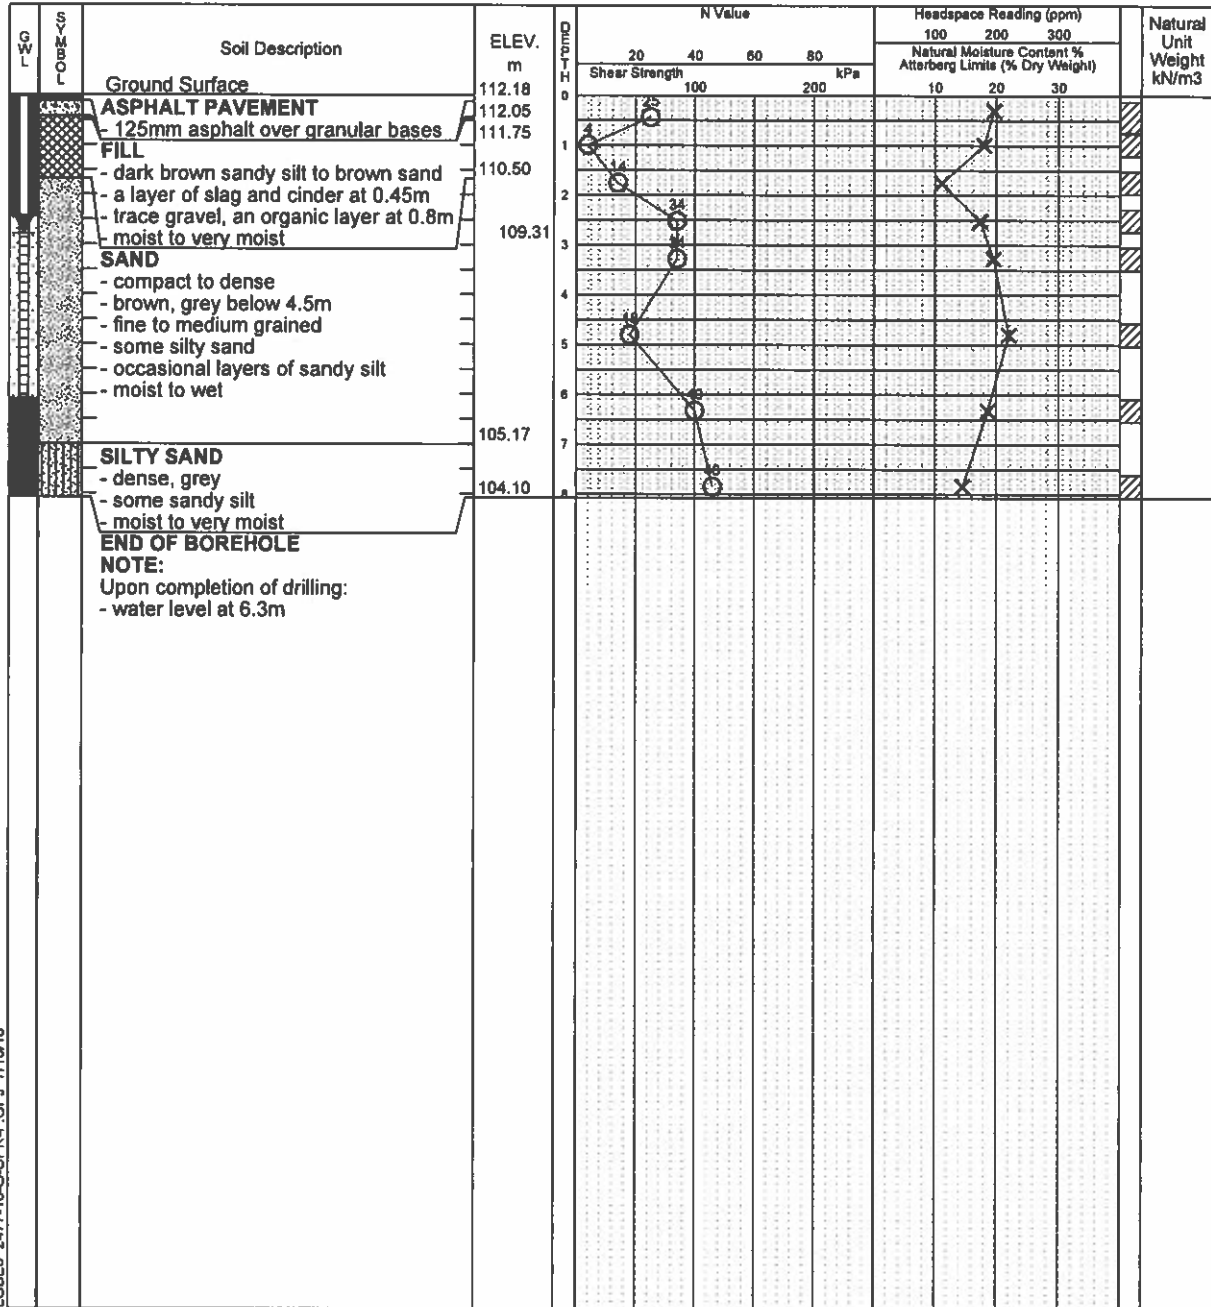 GWL
SYMBOL
Soil Description
ELEV.
m
DEPTH
N Value
20 40 60 80
Shear Strength kPa
100 200
Headspace Reading (ppm)
100 200 300
Natural Moisture Content %
Atterberg Limits (% Dry Weight)
10 20 30
Natural
Unit
Weight
kN/m3
Ground Surface
112.18
0
ASPHALT PAVEMENT
112.05
- 125mm asphalt over granular bases
111.75
FILL
- dark brown sandy silt to brown sand
110.50
- a layer of slag and cinder at 0.45m
- trace gravel, an organic layer at 0.8m
109.31
- moist to very moist
SAND
- compact to dense
- brown, grey below 4.5m
- fine to medium grained
- some silty sand
- occasional layers of sandy silt
- moist to wet
105.17
SILTY SAND
- dense, grey
104.10
- some sandy silt
- moist to very moist
END OF BOREHOLE
NOTE:
Upon completion of drilling:
- water level at 6.3m
1
2
3
4
5
6
7
8
4
14
34